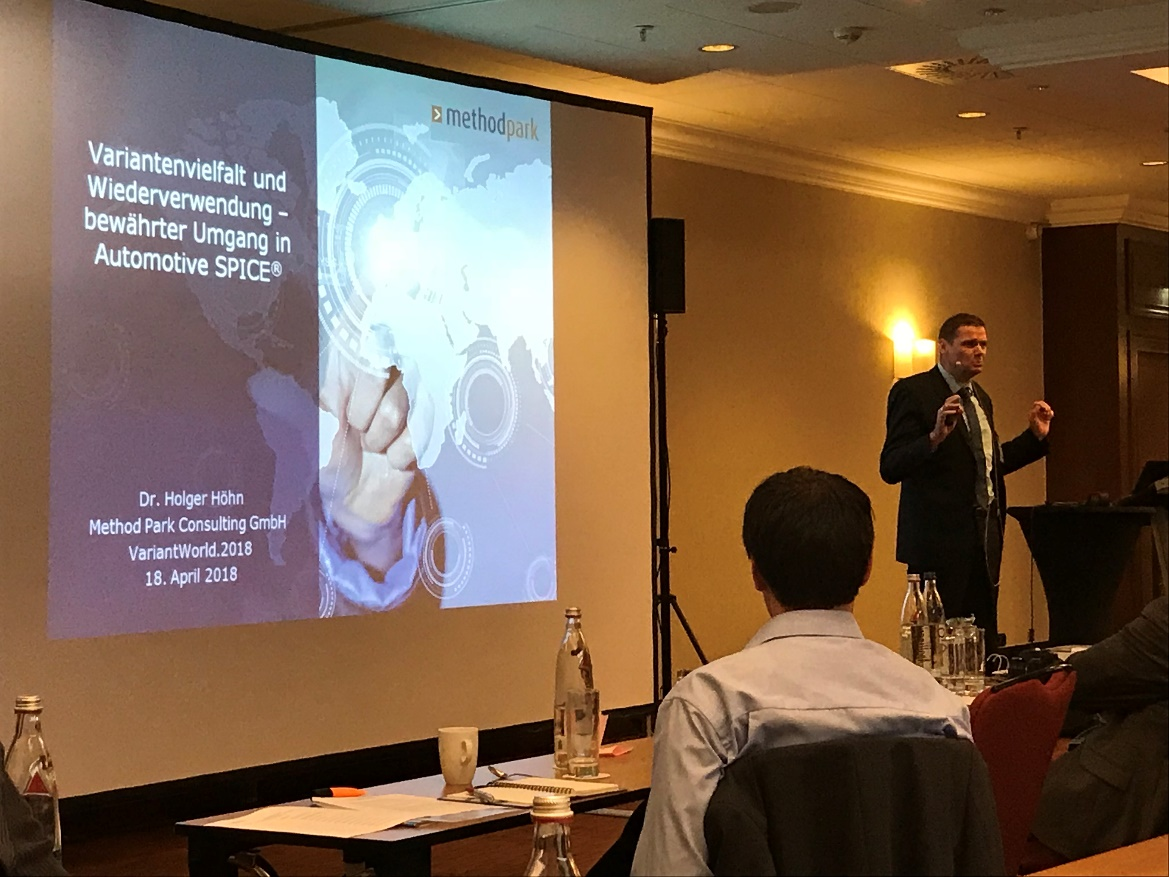 methodpark
Variantenvielfalt und
Wiederverwendung –
bewährter Umgang in
Automotive SPICE®
Dr. Holger Höhn
Method Park Consulting GmbH
VariantWorld.2018
18. April 2018